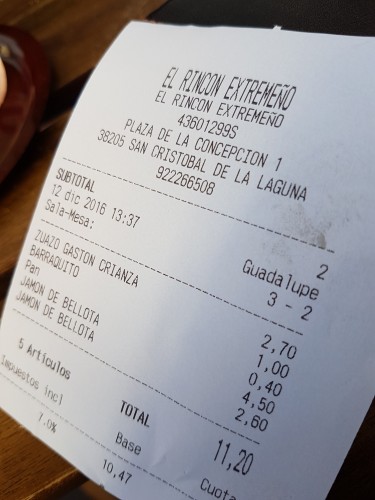 EL RINCON EXTREMEÑO
EL RINCON EXTREMEÑO
43601299S
PLAZA DE LA CONCEPCION 1
38205 SAN CRISTOBAL DE LA LAGUNA
922266508
SUBTOTAL 2
12 dic 2016 13:37 Guadalupe
Sala-Mesa: 3 - 2
ZUAZO GASTON CRIANZA 2,70
BARRAQUITO 1,00
Pan 0,40
JAMON DE BELLOTA 4,50
JAMON DE BELLOTA 2,60
5 Artículos TOTAL 11,20
Impuestos incl Base Cuota
7.0% 10,47